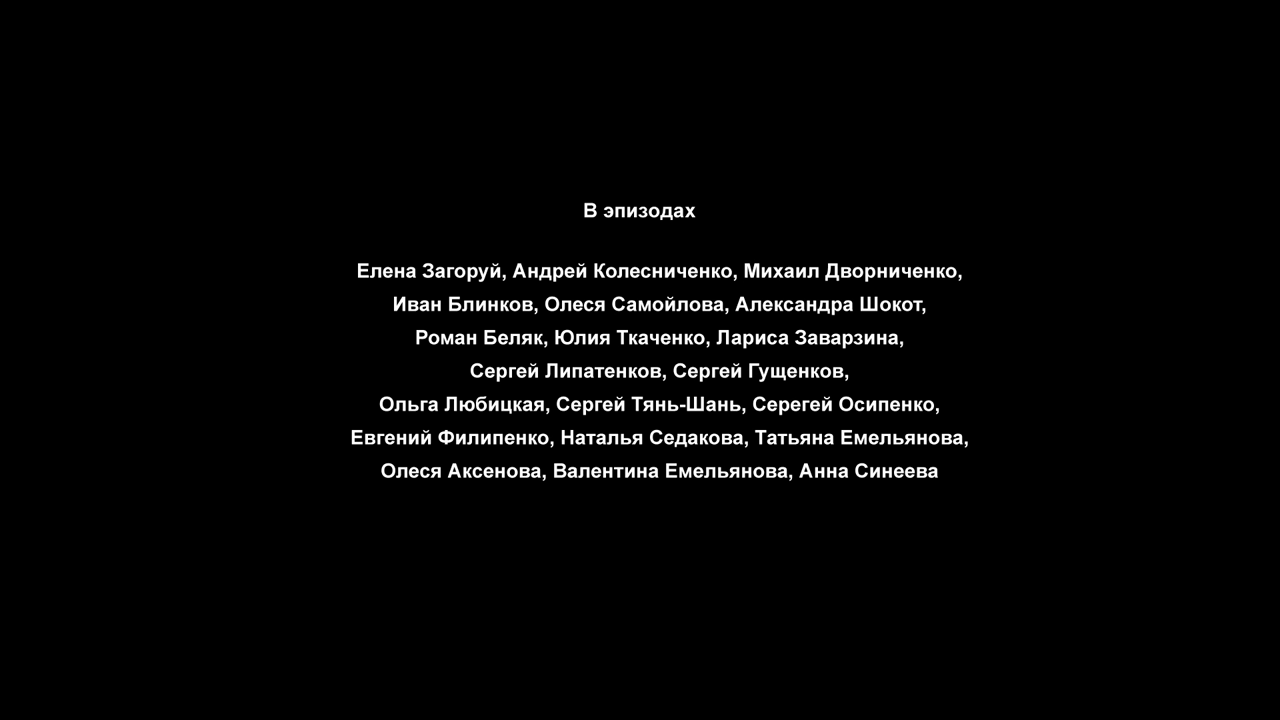 В эпизодах
Елена Загоруй, Андрей Колесниченко, Михаил Дворниченко,
Иван Блинков, Олеся Самойлова, Александра Шокот,
Роман Беляк, Юлия Ткаченко, Лариса Заварзина,
Сергей Липатенков, Сергей Гущенков,
Ольга Любицкая, Сергей Тянь-Шань, Серегей Осипенко,
Евгений Филипенко, Наталья Седакова, Татьяна Емельянова,
Олеся Аксенова, Валентина Емельянова, Анна Синеева